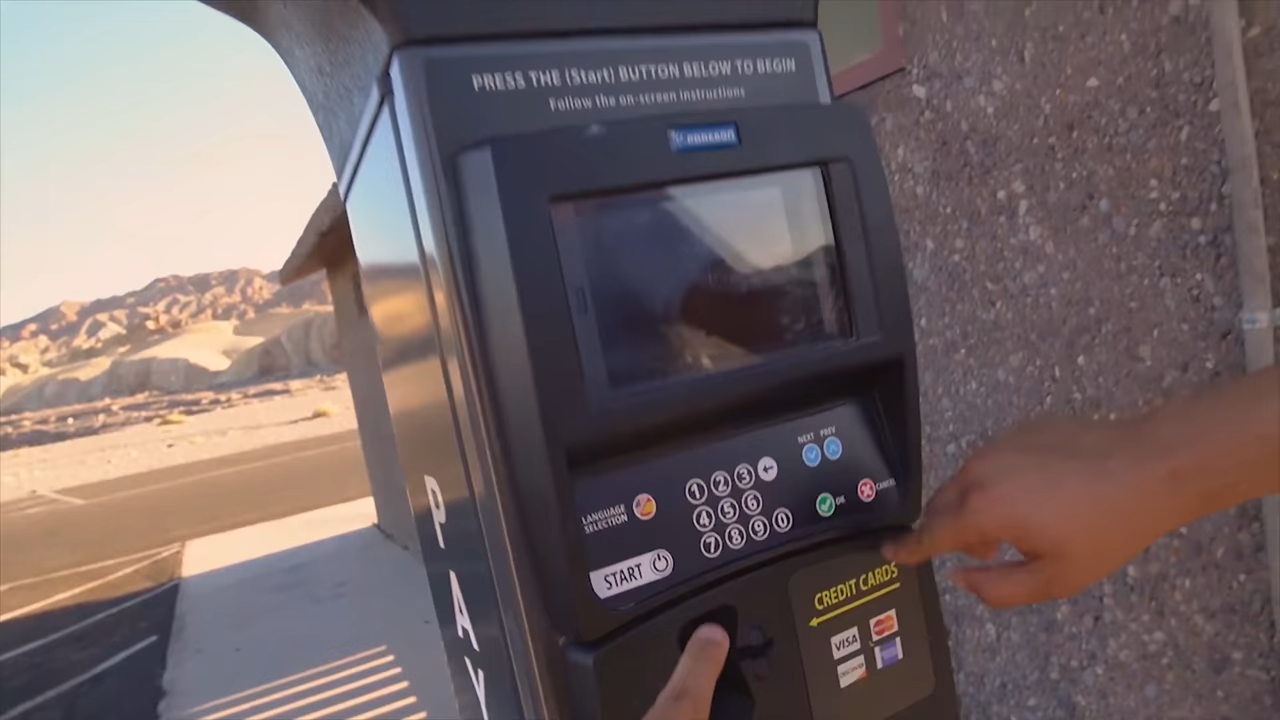 PRESS THE (Start) BUTTON BELOW TO BEGIN
Follow the on-screen instructions
NEXT PREV
LANGUAGE
SELECTION
1 2 3
4 5 6
7 8 9 0
OK
CANCEL
START
CREDIT CARDS
VISA
DISCOVER
PAY